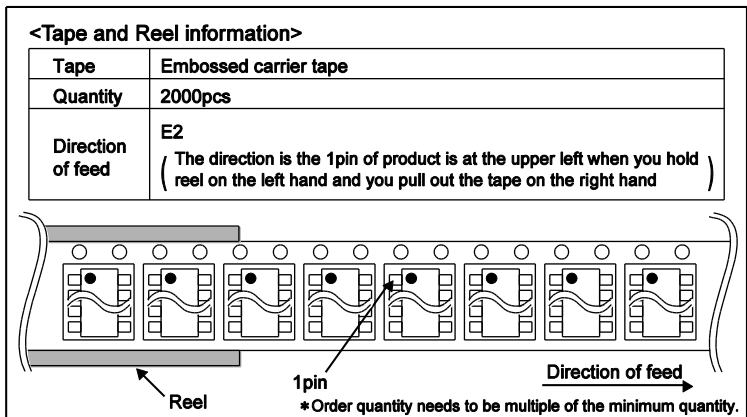 <Tape and Reel information>
Tape Embossed carrier tape
Quantity 2000pcs
Direction of feed E2
( The direction is the 1pin of product is at the upper left when you hold
reel on the left hand and you pull out the tape on the right hand )
1pin
Direction of feed
Reel
*Order quantity needs to be multiple of the minimum quantity.